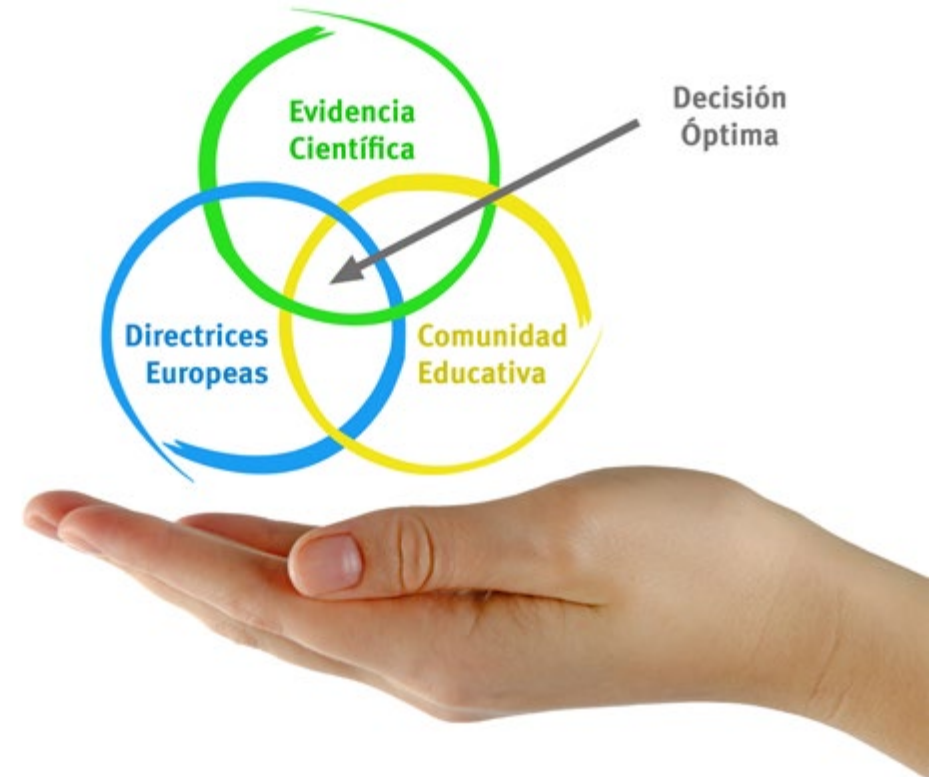 Evidencia
Científica
Decisión
Óptima
Directrices
Europeas
Comunidad
Educativa